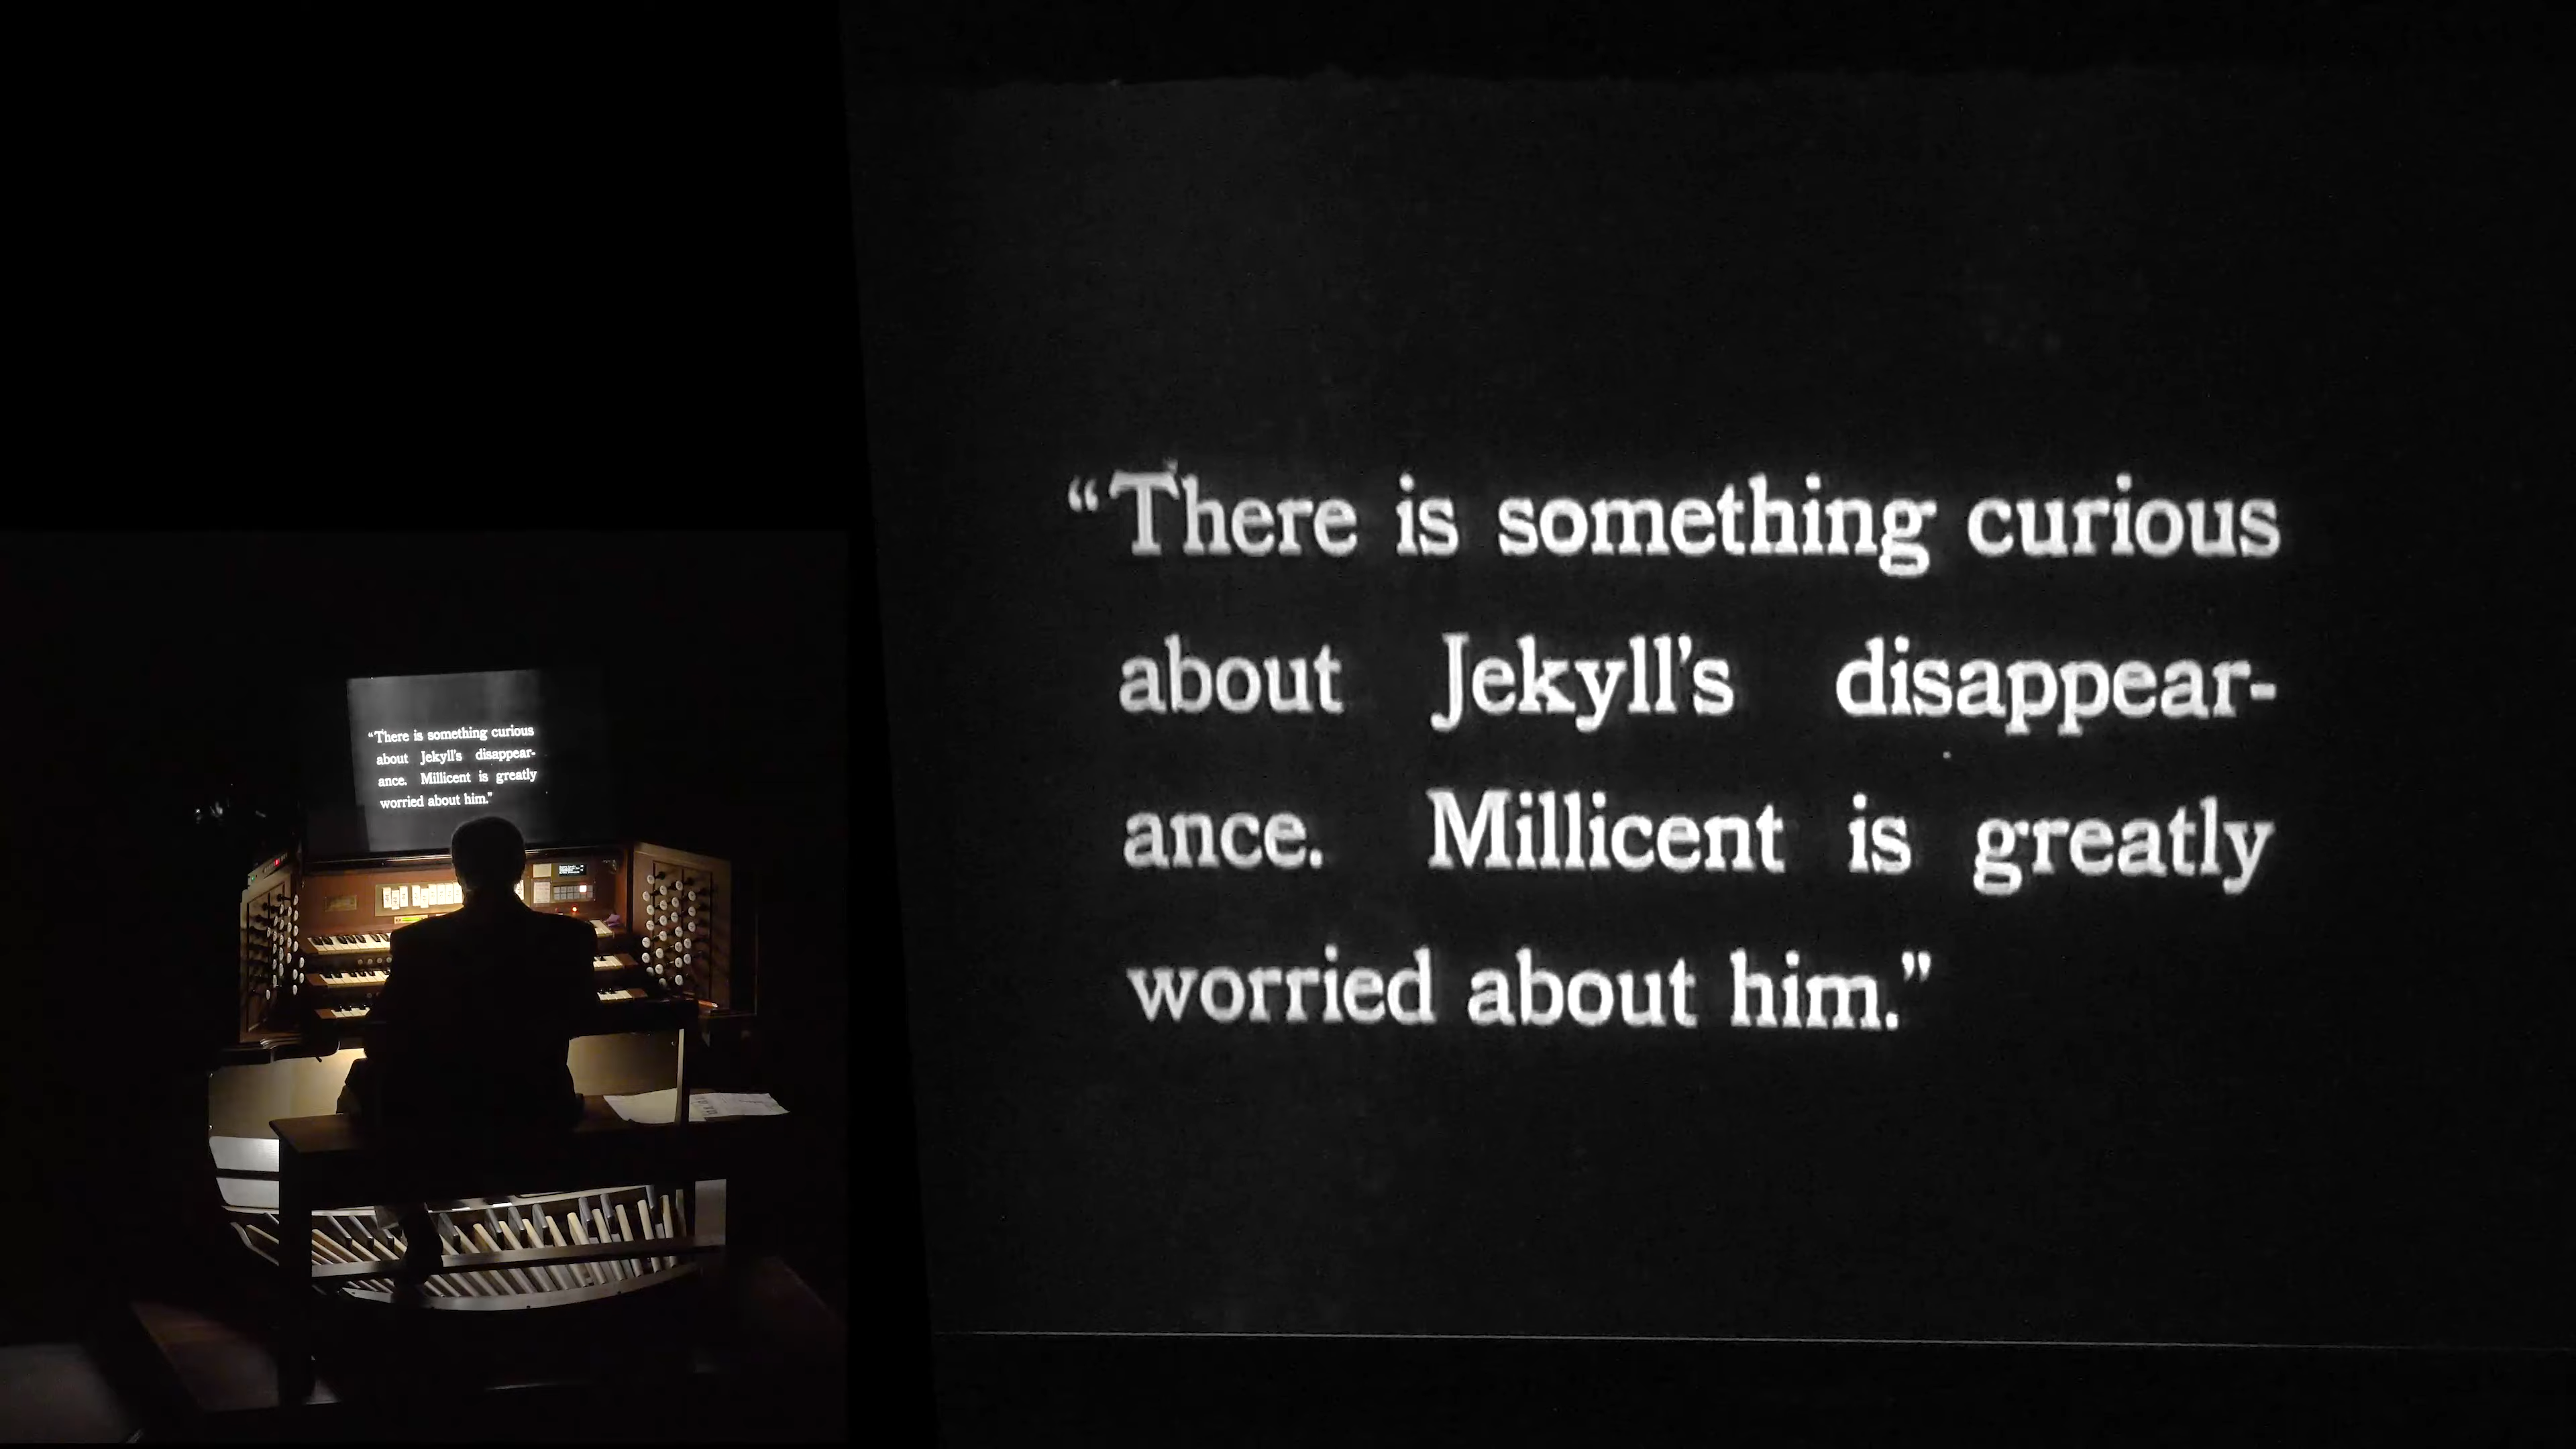 “There is something curious
about Jekyll's disappear-
ance. Millicent is greatly
worried about him.”
“There is something curious
about Jekyll's disappear-
ance. Millicent is greatly
worried about him.”